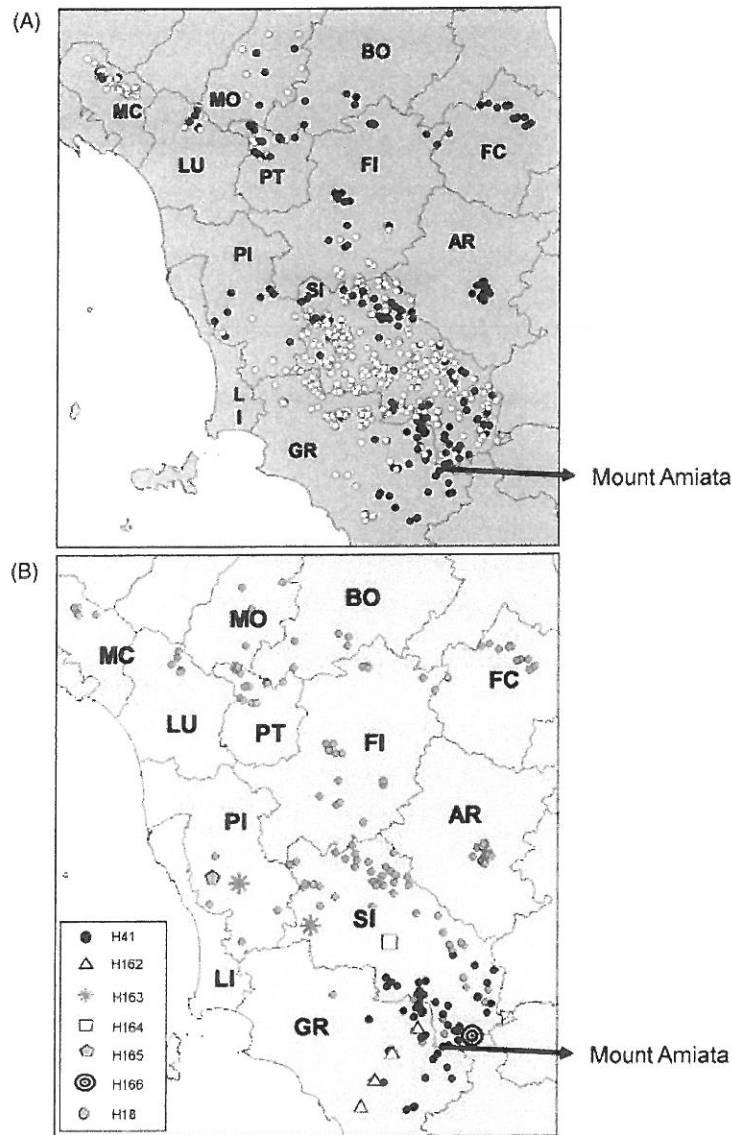 (A)
BO
MC
MO
FC
LU
PT
FI
PI
AR
SI
L
I
GR
Mount Amiata
(B)
BO
MO
MC
FC
LU
PT
FI
PI
AR
SI
H41
H162
H163
H164
H165
H166
H18
LI
GR
Mount Amiata